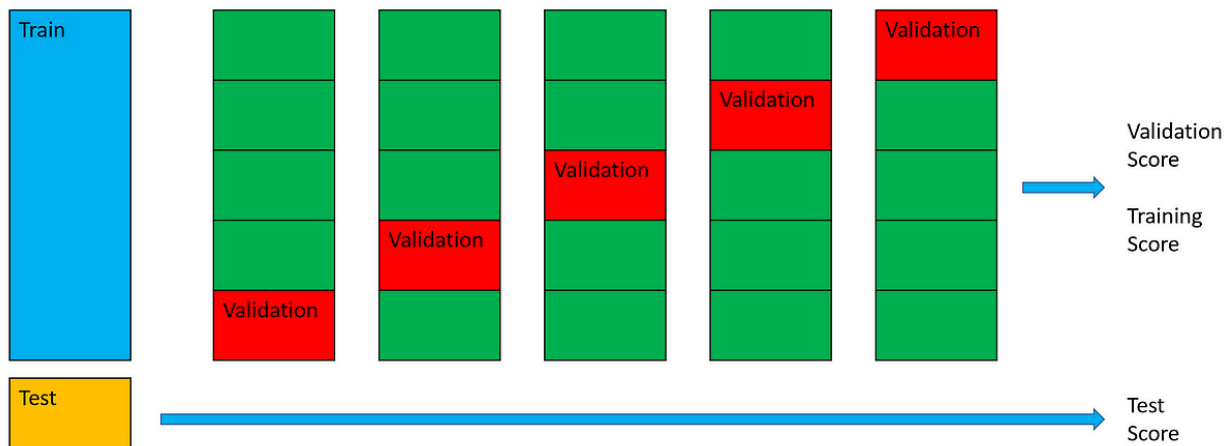 Train
Validation
Validation
Validation
Validation
Validation
Validation
Score
Training
Score
Test
Test
Score